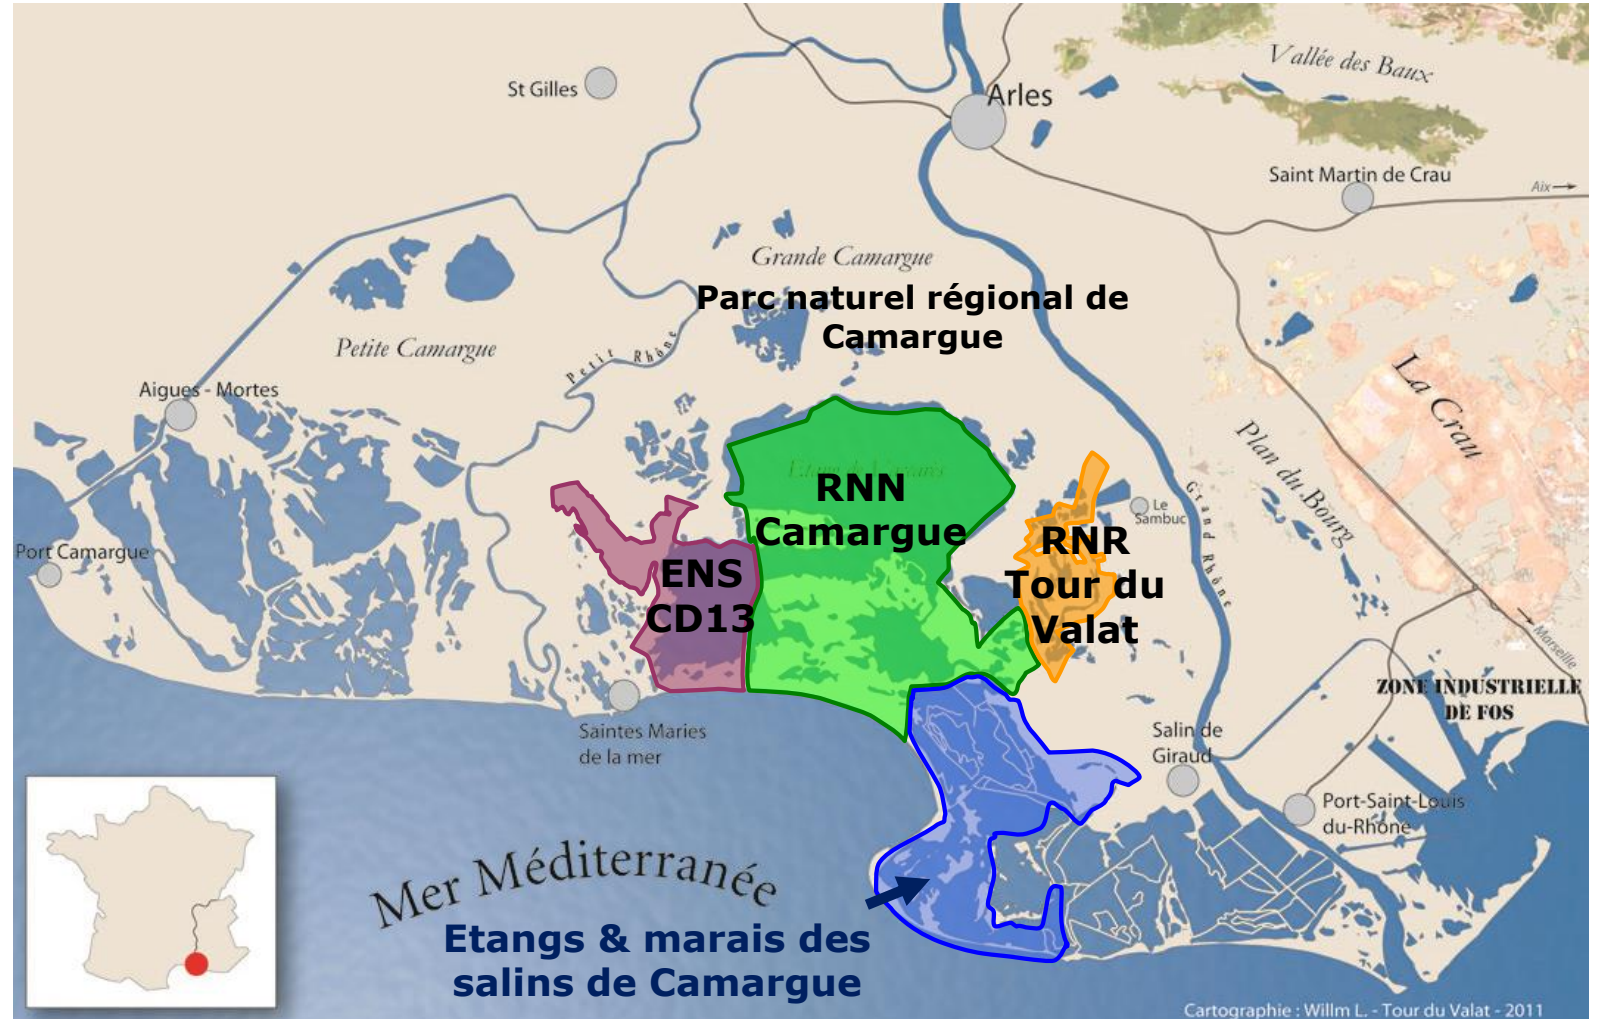 St Gilles
Arles
Vallée des Baux
Saint Martin de Crau
Aix
Grande Camargue
Parc naturel régional de
Camargue
Petite Camargue
Petit Rhône
Aigues - Mortes
La Crau
Plan du Bourg
Etang de Vaccarès
RNN
Camargue
Le
Sambuc
Grand Rhône
RNR
Tour du
Valat
Port Camargue
ENS
CD13
Marseille
ZONE INDUSTRIELLE
DE FOS
Saintes Maries
de la mer
Salin de
Giraud
Port-Saint-Louis
du-Rhône
Mer Méditerranée
Etangs & marais des
salins de Camargue
Cartographie : Willm L. - Tour du Valat - 2011